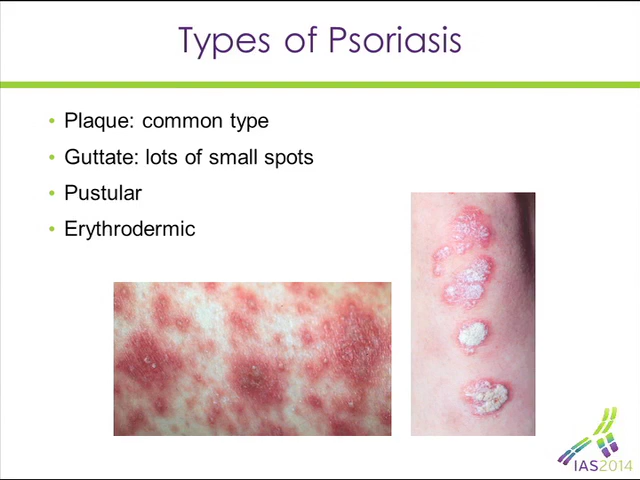 Types of Psoriasis
• Plaque: common type
• Guttate: lots of small spots
• Pustular
• Erythrodermic
IAS2014